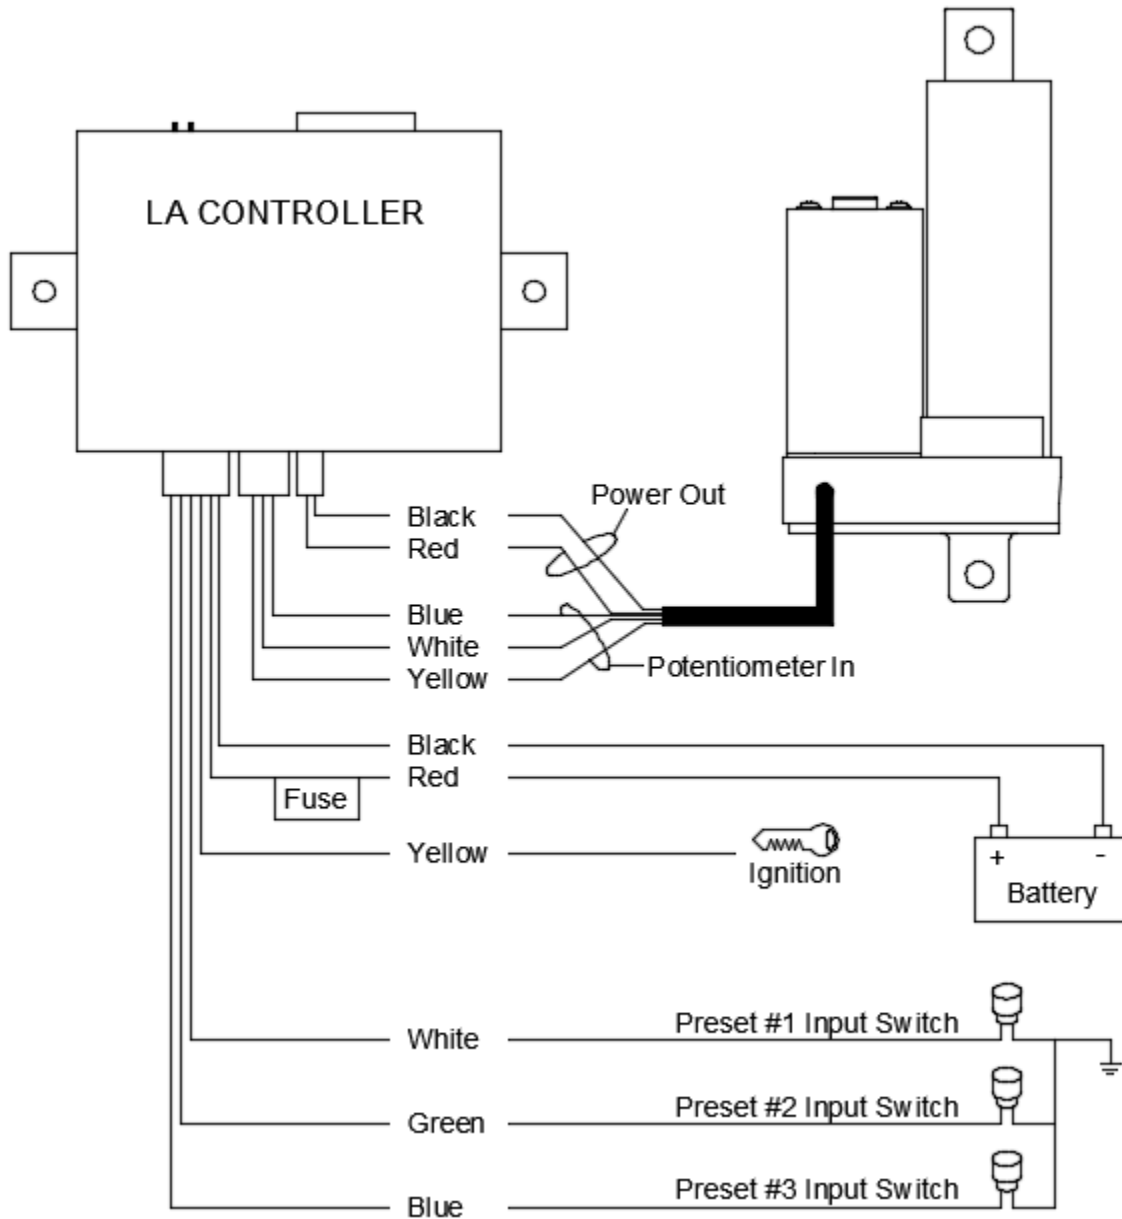 LA CONTROLLER
Power Out
Black
Red
Blue
White
Yellow
Potentiometer In
Black
Red
Fuse
Yellow
Ignition
+ -
Battery
Preset #1 Input Switch
White
Preset #2 Input Switch
Green
Preset #3 Input Switch
Blue